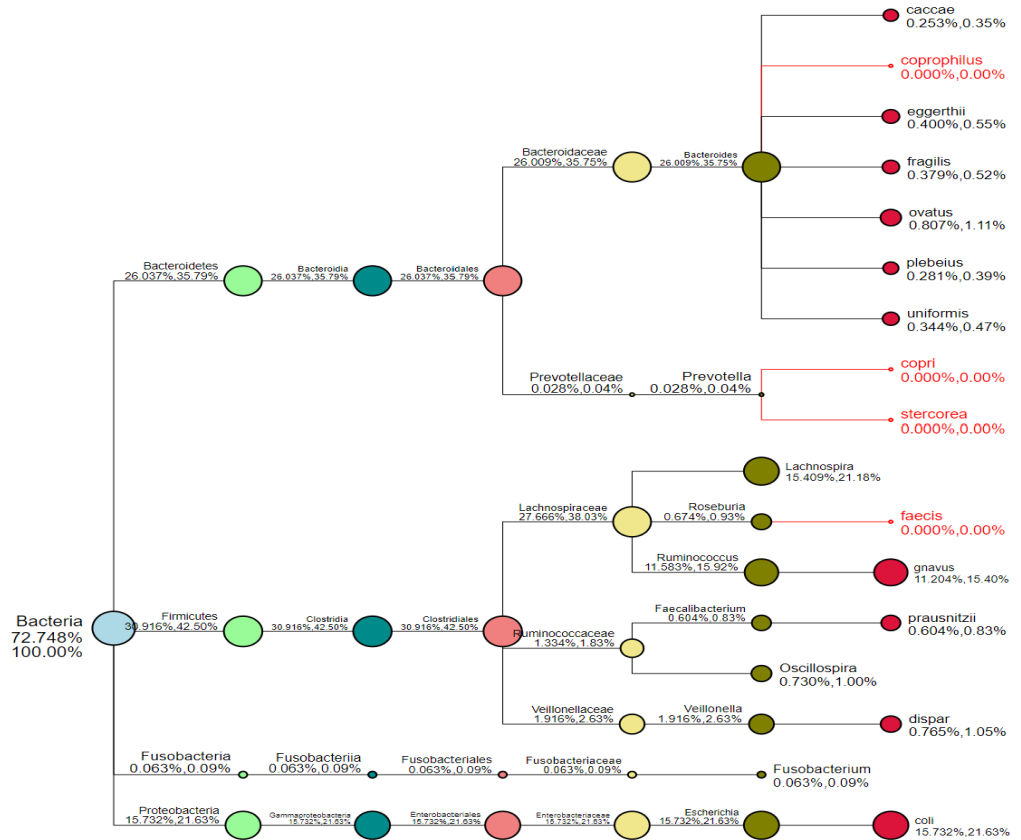 caccae
0.253%,0.35%
coprophilus
0.000%,0.00%
eggerthii
0.400%,0.55%
Bacteroidaceae
26.009%,35.75%
Bacteroides
26.009%,35.75%
fragilis
0.379%,0.52%
ovatus
0.807%,1.11%
Bacteroidetes
26.037%,35.79%
Bacteroidia
26.037%,35.79%
Bacteroidales
26.037%,35.79%
plebeius
0.281%,0.39%
uniformis
0.344%,0.47%
Prevotellaceae
0.028%,0.04%
Prevotella
0.028%,0.04%
copri
0.000%,0.00%
stercorea
0.000%,0.00%
Lachnospira
15.409%,21.18%
Lachnospiraceae
27.666%,38.03%
Roseburia
0.674%,0.93%
faecis
0.000%,0.00%
Ruminococcus
11.583%,15.92%
gnavus
11.204%,15.40%
Bacteria
72.748%
100.00%
Firmicutes
30.916%,42.50%
Clostridia
30.916%,42.50%
Clostridiales
30.916%,42.50%
Ruminococcaceae
1.334%,1.83%
Faecalibacterium
0.604%,0.83%
prausnitzii
0.604%,0.83%
Oscillospira
0.730%,1.00%
Veillonellaceae
1.916%,2.63%
Veillonella
1.916%,2.63%
dispar
0.765%,1.05%
Fusobacteria
0.063%,0.09%
Fusobacteriia
0.063%,0.09%
Fusobacteriales
0.063%,0.09%
Fusobacteriaceae
0.063%,0.09%
Fusobacterium
0.063%,0.09%
Proteobacteria
15.732%,21.63%
Gammaproteobacteria
15.732%,21.63%
Enterobacteriales
15.732%,21.63%
Enterobacteriaceae
15.732%,21.63%
Escherichia
15.732%,21.63%
coli
15.732%,21.63%